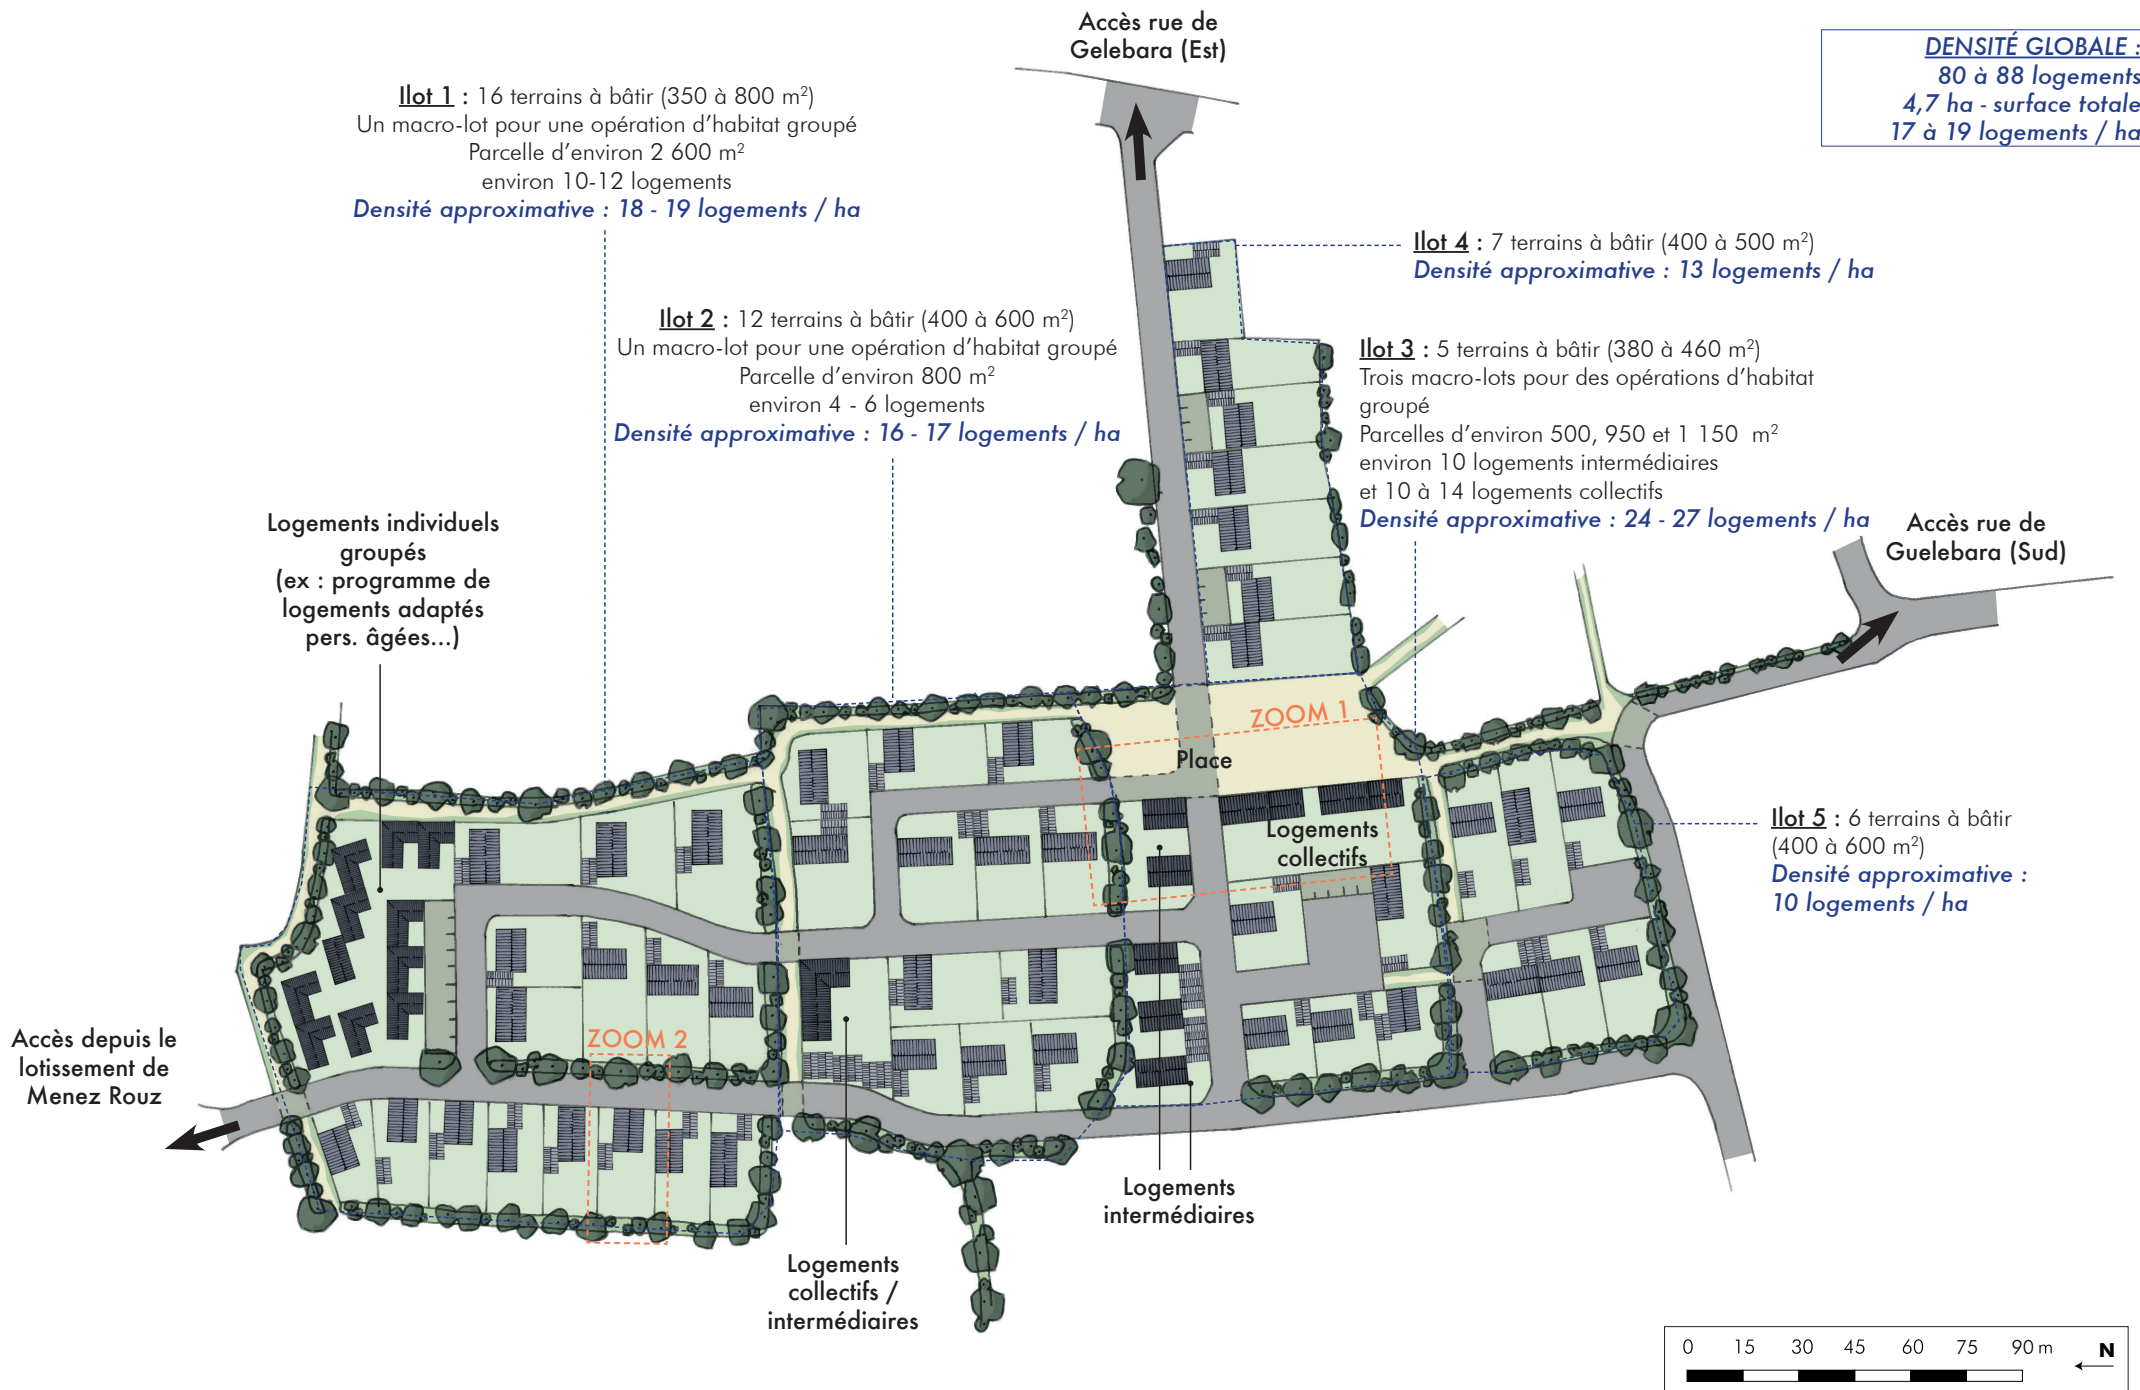 Accès rue de
Gelebara (Est)
DENSITÉ GLOBALE :
80 à 88 logements
4,7 ha - surface totale
17 à 19 logements / ha
Ilot 1 : 16 terrains à bâtir (350 à 800 m²)
Un macro-lot pour une opération d'habitat groupé
Parcelle d'environ 2 600 m²
environ 10-12 logements
Densité approximative : 18 - 19 logements / ha
Ilot 4 : 7 terrains à bâtir (400 à 500 m²)
Densité approximative : 13 logements / ha
Ilot 2 : 12 terrains à bâtir (400 à 600 m²)
Un macro-lot pour une opération d'habitat groupé
Parcelle d'environ 800 m²
environ 4 - 6 logements
Densité approximative : 16 - 17 logements / ha
Ilot 3 : 5 terrains à bâtir (380 à 460 m²)
Trois macro-lots pour des opérations d'habitat
groupé
Parcelles d'environ 500, 950 et 1 150 m²
environ 10 logements intermédiaires
et 10 à 14 logements collectifs
Densité approximative : 24 - 27 logements / ha
Accès rue de
Guelebara (Sud)
Logements individuels
groupés
(ex : programme de
logements adaptés
pers. âgées...)
ZOOM 1
Place
Logements
collectifs
Ilot 5 : 6 terrains à bâtir
(400 à 600 m²)
Densité approximative :
10 logements / ha
Accès depuis le
lotissement de
Menez Rouz
ZOOM 2
Logements
intermédiaires
Logements
collectifs /
intermédiaires
0 15 30 45 60 75 90 m
N